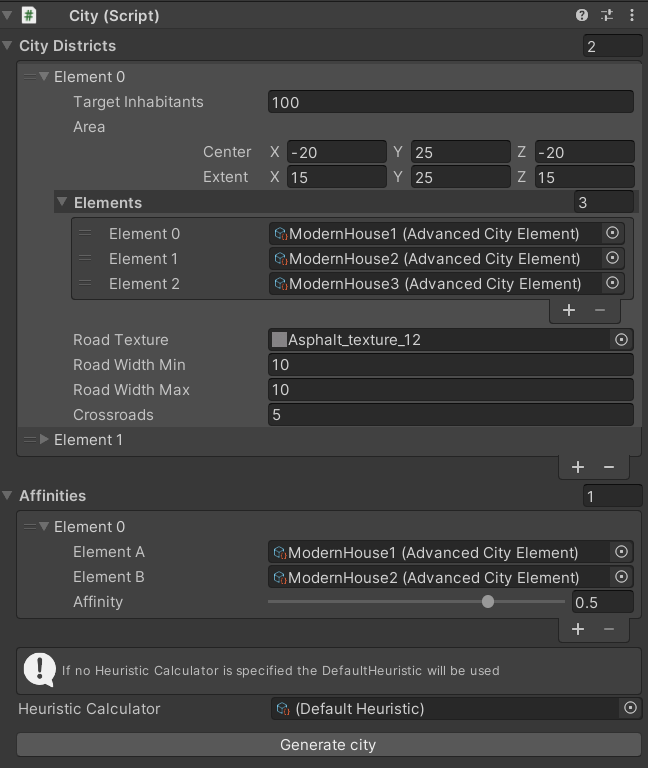 City (Script)
City Districts 2
Element 0
Target Inhabitants 100
Area
Center X -20 Y 25 Z -20
Extent X 15 Y 25 Z 15
Elements 3
Element 0 ModernHouse1 (Advanced City Element)
Element 1 ModernHouse2 (Advanced City Element)
Element 2 ModernHouse3 (Advanced City Element)
+ −
Road Texture Asphalt_texture_12
Road Width Min 10
Road Width Max 10
Crossroads 5
Element 1
+ −
Affinities 1
Element 0
Element A ModernHouse1 (Advanced City Element)
Element B ModernHouse2 (Advanced City Element)
Affinity 0.5
+ −
If no Heuristic Calculator is specified the DefaultHeuristic will be used
Heuristic Calculator (Default Heuristic)
Generate city